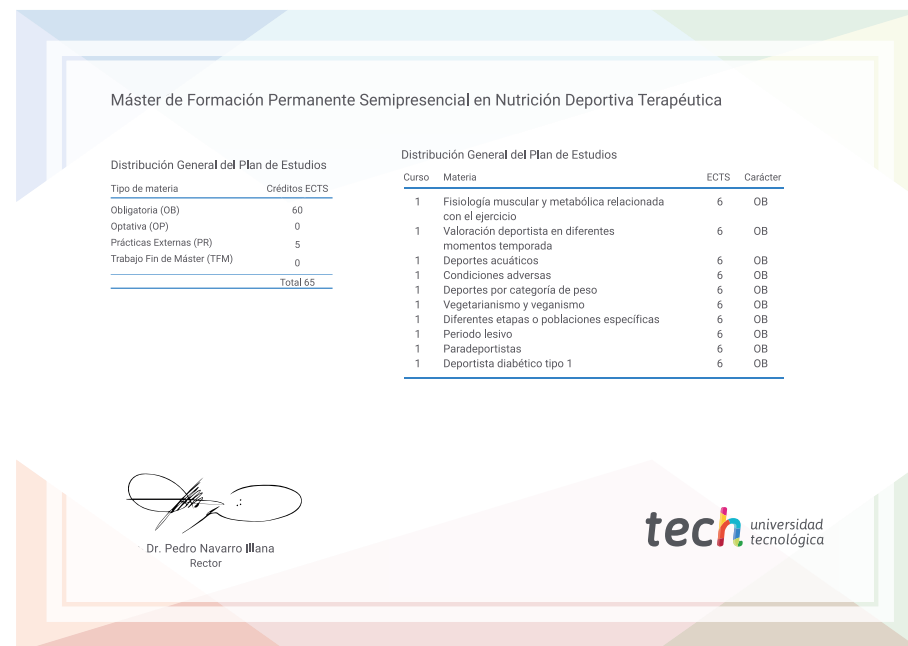 Máster de Formación Permanente Semipresencial en Nutrición Deportiva Terapéutica
Distribución General del Plan de Estudios
Tipo de materia Créditos ECTS
Obligatoria (OB) 60
Optativa (OP) 0
Prácticas Externas (PR) 5
Trabajo Fin de Máster (TFM) 0
Total 65
Distribución General del Plan de Estudios
Curso Materia ECTS Carácter
1 Fisiología muscular y metabólica relacionada 6 OB
con el ejercicio
1 Valoración deportista en diferentes 6 OB
momentos temporada
1 Deportes acuáticos 6 OB
1 Condiciones adversas 6 OB
1 Deportes por categoría de peso 6 OB
1 Vegetarianismo y veganismo 6 OB
1 Diferentes etapas o poblaciones específicas 6 OB
1 Periodo lesivo 6 OB
1 Paradeportistas 6 OB
1 Deportista diabético tipo 1 6 OB
Dr. Pedro Navarro Illana
Rector
tech universidad
tecnológica